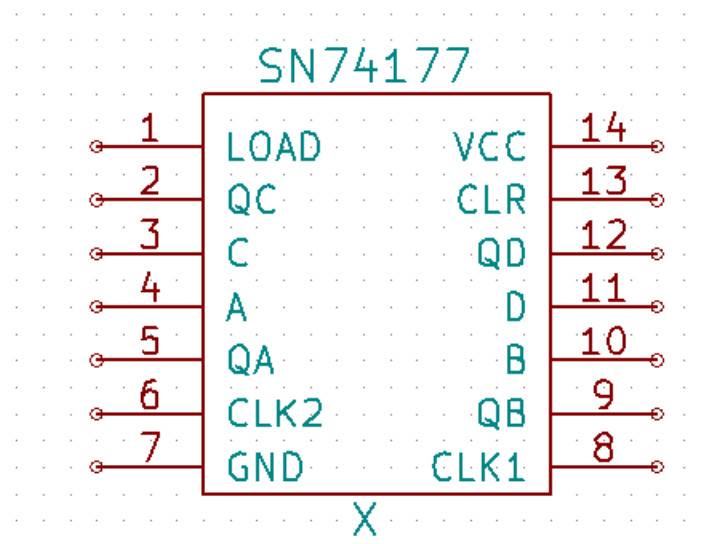 SN74177
1 LOAD VCC 14
2 QC CLR 13
3 C QD 12
4 A D 11
5 QA B 10
6 CLK2 QB 9
7 GND CLK1 8
X